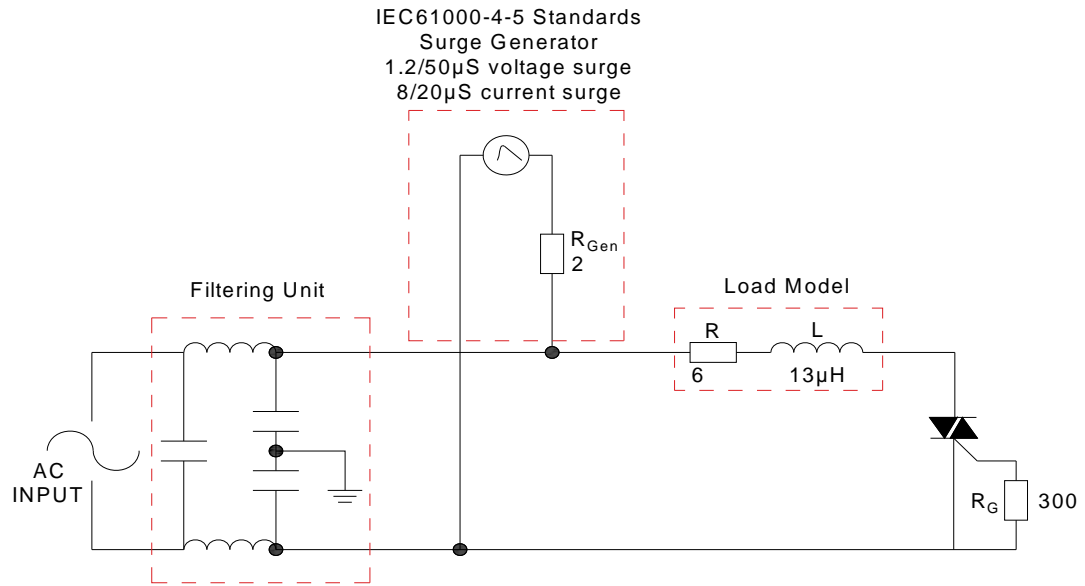 IEC61000-4-5 Standards
Surge Generator
1.2/50µS voltage surge
8/20µS current surge
R_Gen
2
Filtering Unit
Load Model
R
L
6
13µH
AC
INPUT
R_G
300